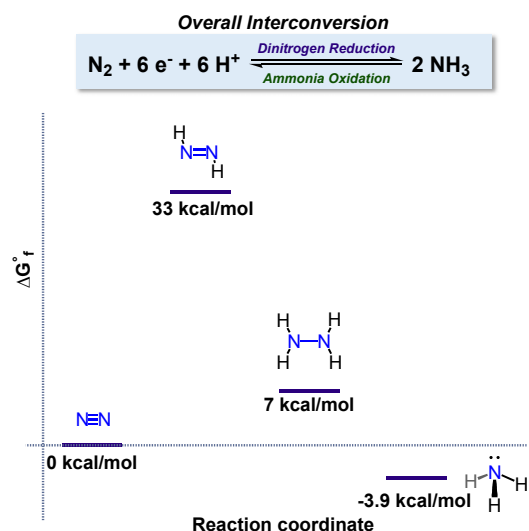 Overall Interconversion
N₂ + 6 e⁻ + 6 H⁺ Dinitrogen Reduction 2 NH₃
Ammonia Oxidation
H
N=N
H
33 kcal/mol
ΔG°f
H H
N–N
H H
7 kcal/mol
N≡N
0 kcal/mol
N
H H
H
-3.9 kcal/mol
Reaction coordinate